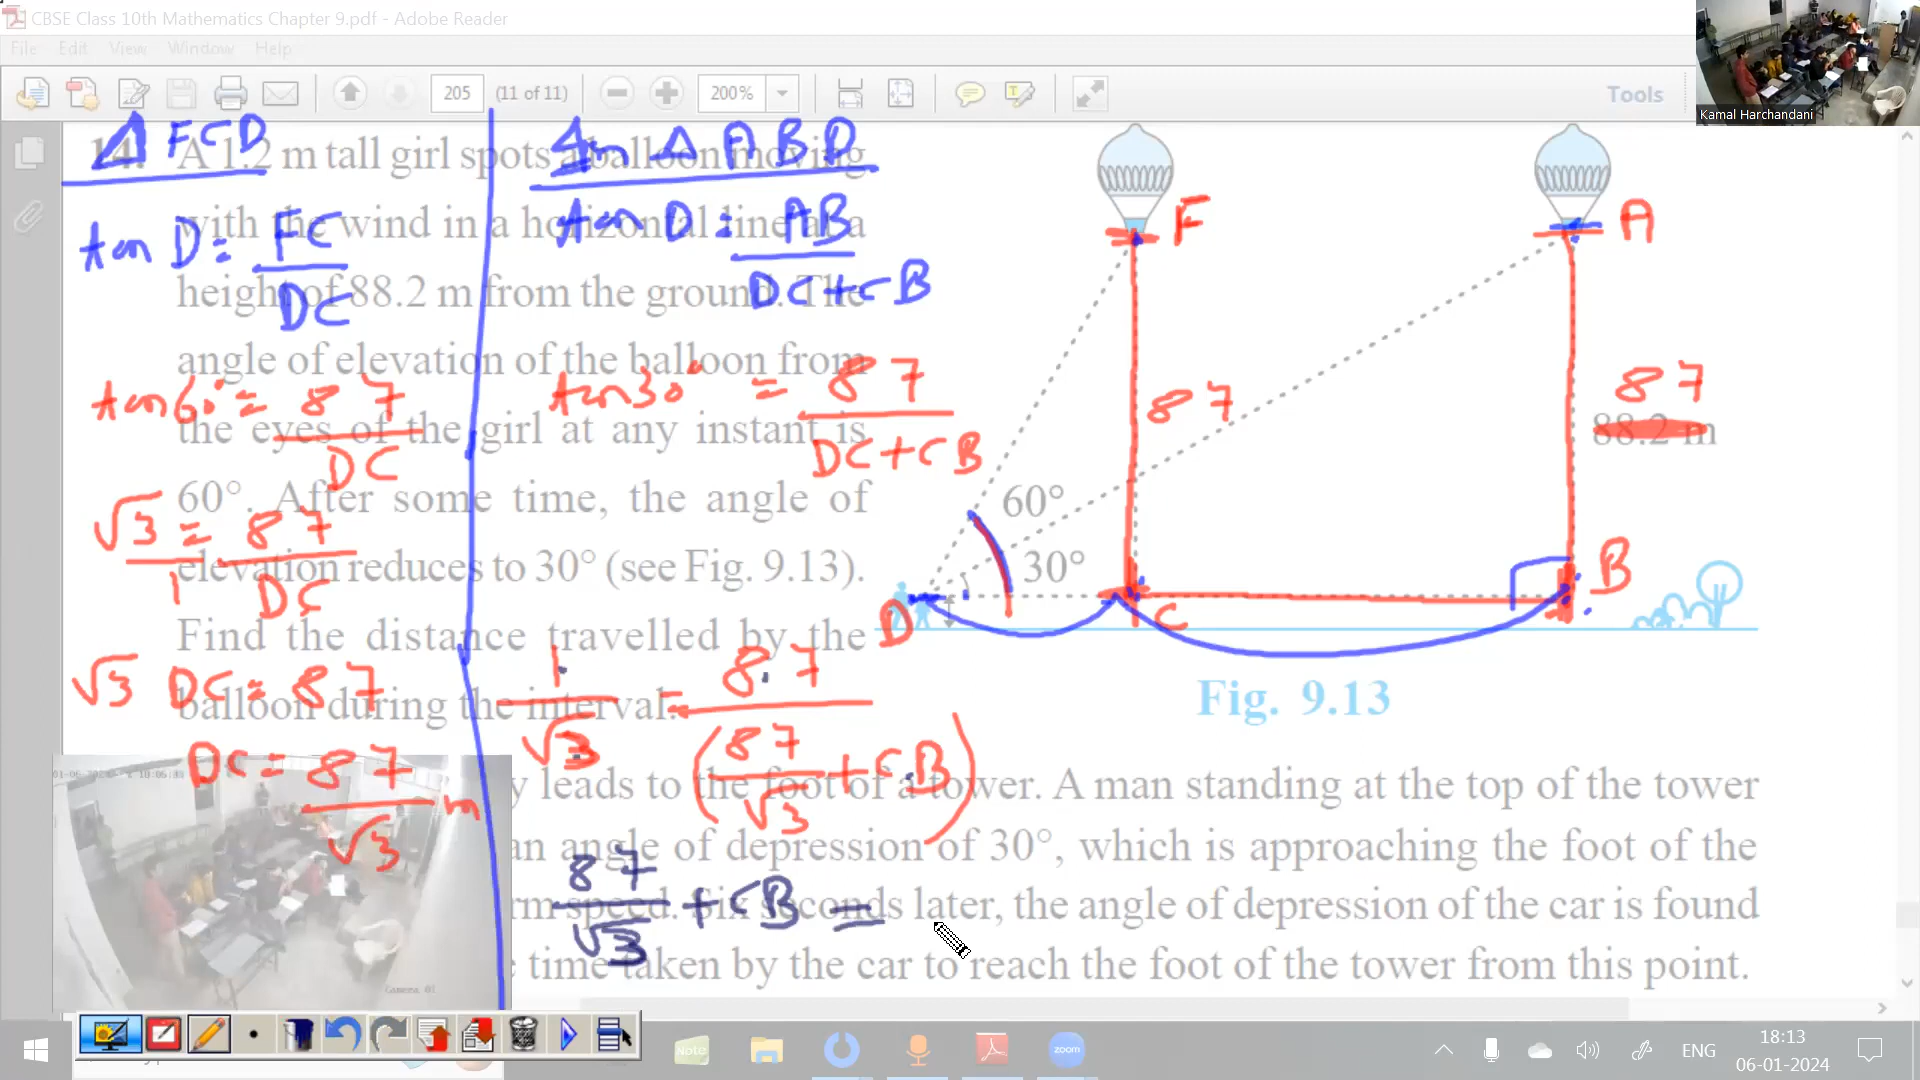 CBSE Class 10th Mathematics Chapter 9.pdf - Adobe Reader
File Edit View Window Help
205 (11 of 11) 200% Tools
Kamal Harchandani
14. A 1.2 m tall girl spots a balloon moving
with the wind in a horizontal line at a
height of 88.2 m from the ground. The
angle of elevation of the balloon from
the eyes of the girl at any instant is
60°. After some time, the angle of
elevation reduces to 30° (see Fig. 9.13).
Find the distance travelled by the
balloon during the interval.
y leads to the foot of a tower. A man standing at the top of the tower
an angle of depression of 30°, which is approaching the foot of the
rm speed. Six seconds later, the angle of depression of the car is found
e time taken by the car to reach the foot of the tower from this point.
Δ FCD
tan D = FC / DC
tan 60° = 87 / DC
√3 / 1 = 87 / DC
√3 DC = 87
DC = 87 / √3 m
In Δ ABD
tan D = AB / DC+CB
tan 30° = 87 / DC+CB
1 / √3 = 87 / (87 / √3 + CB)
87 / √3 + CB =
F
A
87
87
88.2 m
60°
30°
D
C
B
Fig. 9.13
Camera 01
Note
zoom
ENG
18:13
06-01-2024